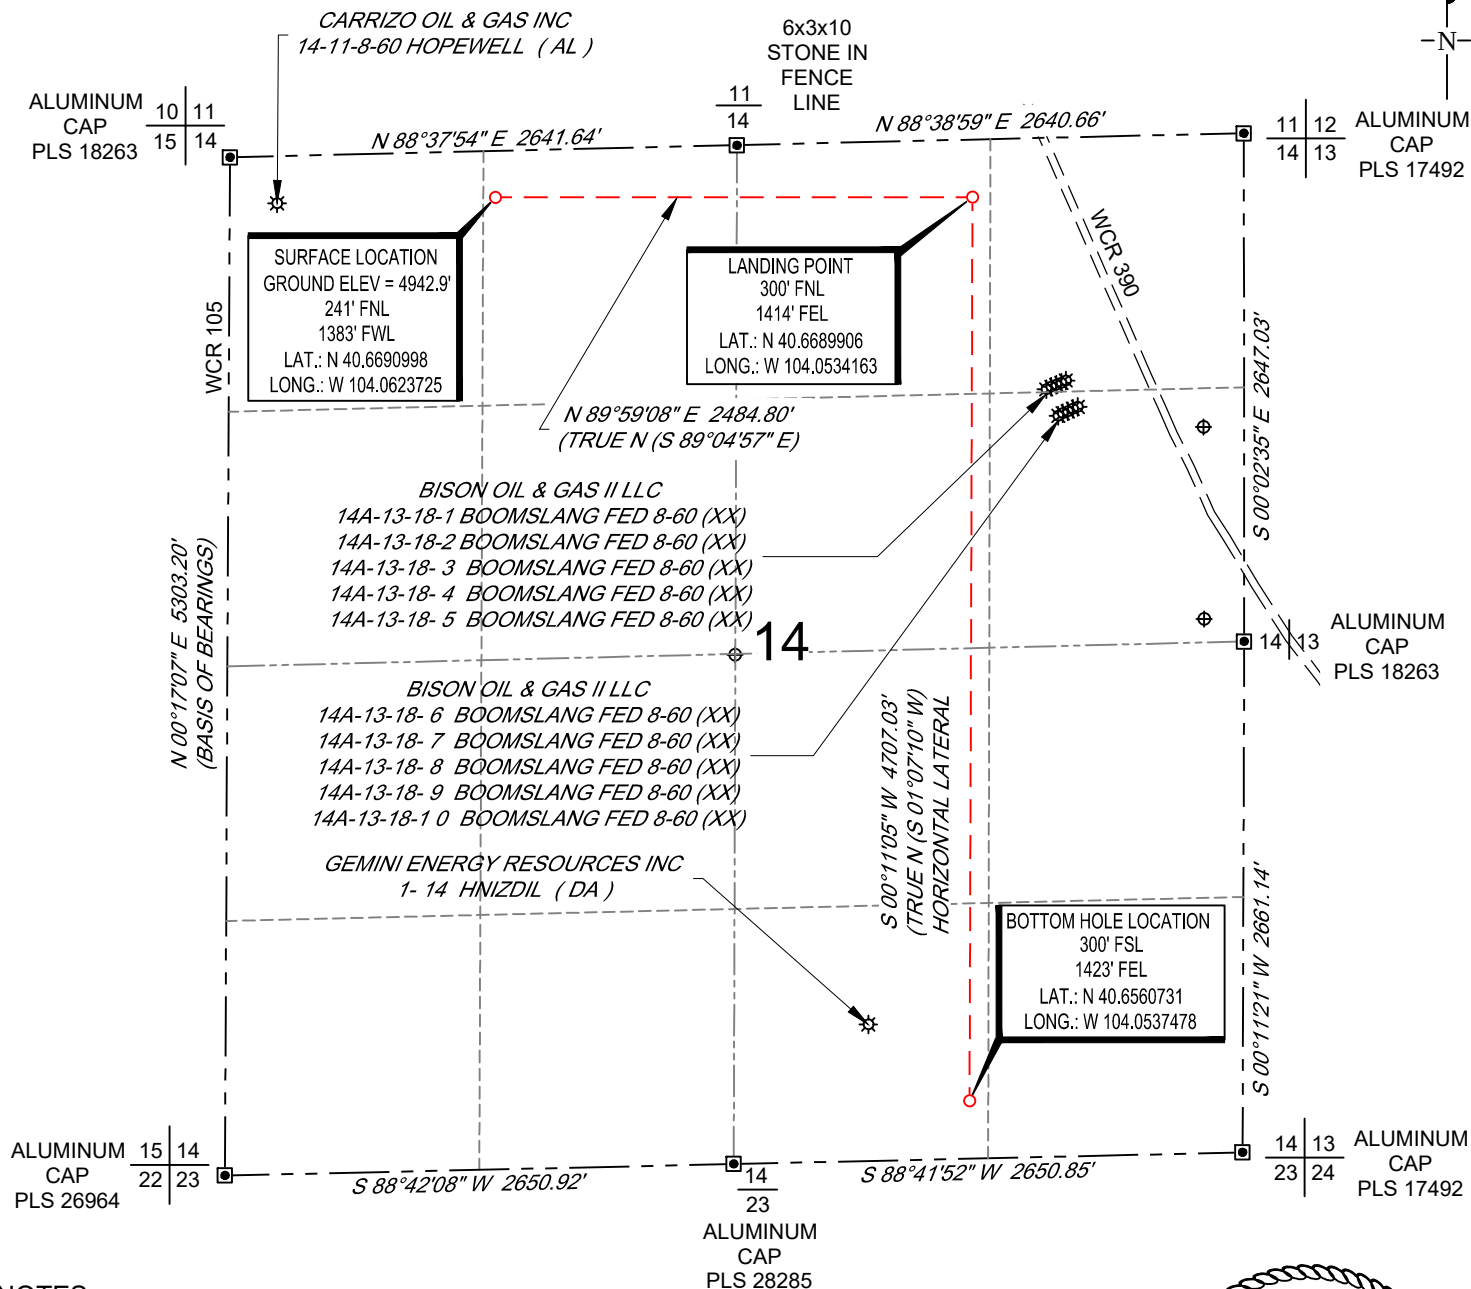 CARRIZO OIL & GAS INC
14-11-8-60 HOPEWELL ( AL )
6x3x10
STONE IN
FENCE
LINE
N
ALUMINUM
CAP
PLS 18263
10 11
15 14
11
14
11 12
14 13
ALUMINUM
CAP
PLS 17492
N 88°37'54" E 2641.64'
N 88°38'59" E 2640.66'
SURFACE LOCATION
GROUND ELEV = 4942.9'
241' FNL
1383' FWL
LAT.: N 40.6690998
LONG.: W 104.0623725
LANDING POINT
300' FNL
1414' FEL
LAT.: N 40.6689906
LONG.: W 104.0534163
WCR 105
WCR 390
S 00°02'35" E 2647.03'
N 89°59'08" E 2484.80'
(TRUE N (S 89°04'57" E)
BISON OIL & GAS II LLC
14A-13-18-1 BOOMSLANG FED 8-60 (XX)
14A-13-18-2 BOOMSLANG FED 8-60 (XX)
14A-13-18- 3 BOOMSLANG FED 8-60 (XX)
14A-13-18- 4 BOOMSLANG FED 8-60 (XX)
14A-13-18- 5 BOOMSLANG FED 8-60 (XX)
N 00°17'07" E 5303.20'
(BASIS OF BEARINGS)
14
14 13
ALUMINUM
CAP
PLS 18263
BISON OIL & GAS II LLC
14A-13-18- 6 BOOMSLANG FED 8-60 (XX)
14A-13-18- 7 BOOMSLANG FED 8-60 (XX)
14A-13-18- 8 BOOMSLANG FED 8-60 (XX)
14A-13-18- 9 BOOMSLANG FED 8-60 (XX)
14A-13-18-1 0 BOOMSLANG FED 8-60 (XX)
S 00°11'05" W 4707.03'
(TRUE N (S 01°07'10" W)
HORIZONTAL LATERAL
GEMINI ENERGY RESOURCES INC
1- 14 HNIZDIL ( DA )
BOTTOM HOLE LOCATION
300' FSL
1423' FEL
LAT.: N 40.6560731
LONG.: W 104.0537478
S 00°11'21" W 2661.14'
ALUMINUM
CAP
PLS 26964
15 14
22 23
S 88°42'08" W 2650.92'
14
23
S 88°41'52" W 2650.85'
14 13
23 24
ALUMINUM
CAP
PLS 17492
ALUMINUM
CAP
PLS 28285